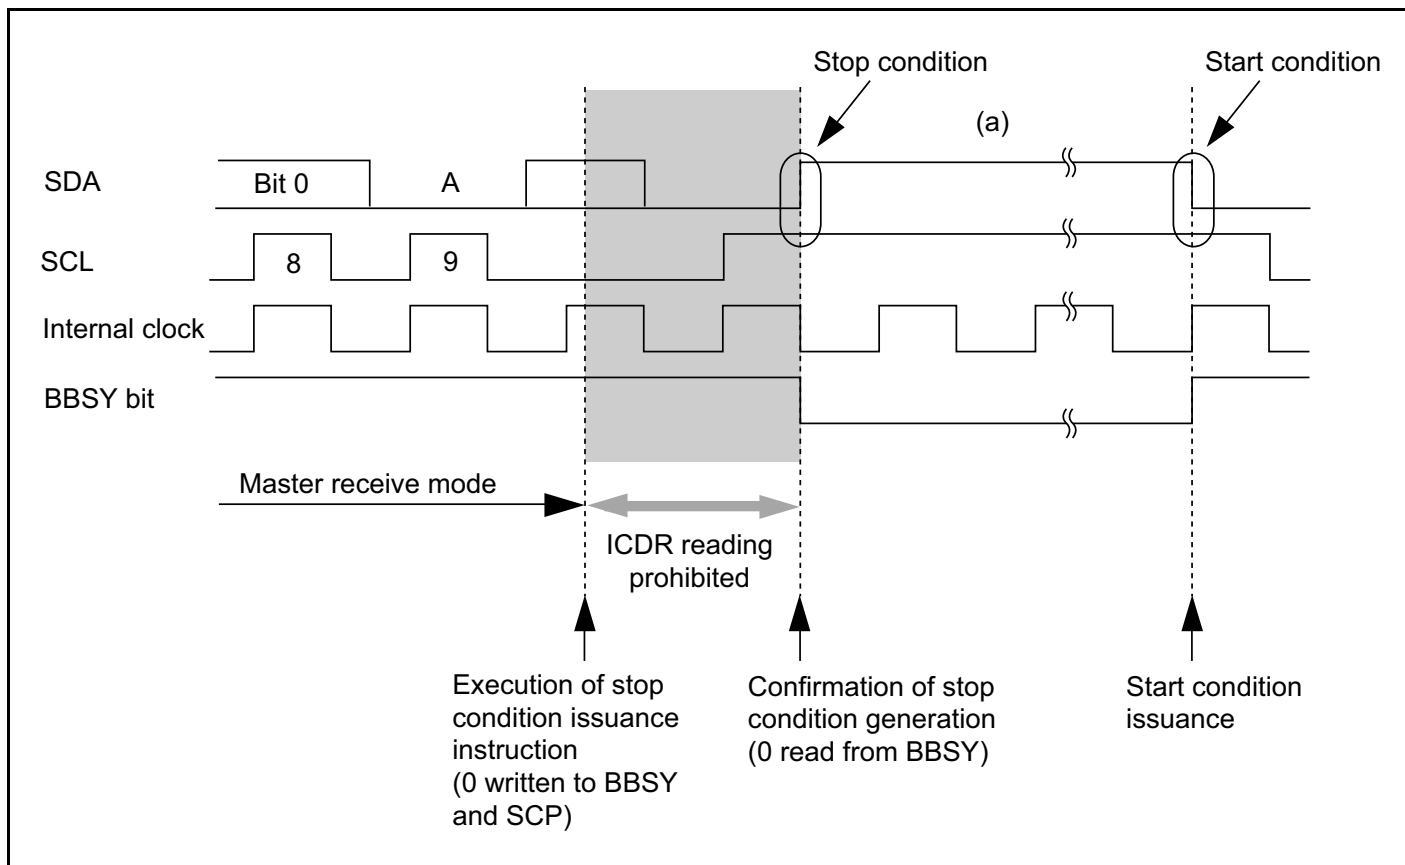 Stop condition
Start condition
(a)
SDA
Bit 0
A
SCL
8
9
Internal clock
BBSY bit
Master receive mode
ICDR reading
prohibited
Execution of stop
condition issuance
instruction
(0 written to BBSY
and SCP)
Confirmation of stop
condition generation
(0 read from BBSY)
Start condition
issuance